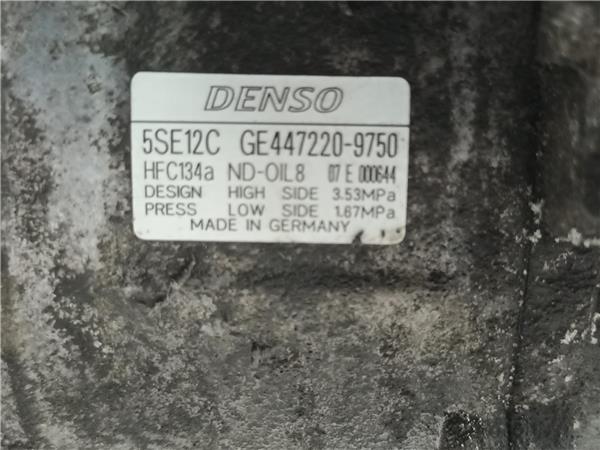 DENSO
5SE12C GE447220-9750
HFC134a ND-OIL8 07 E 000644
DESIGN HIGH SIDE 3.53MPa
PRESS LOW SIDE 1.67MPa
MADE IN GERMANY